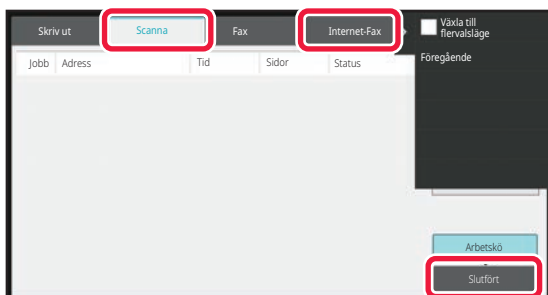 Skriv ut Scanna Fax Internet-Fax
Växla till
flervalsläge
Jobb Adress Tid Sidor Status
Föregående
Arbetskö
Slutfört